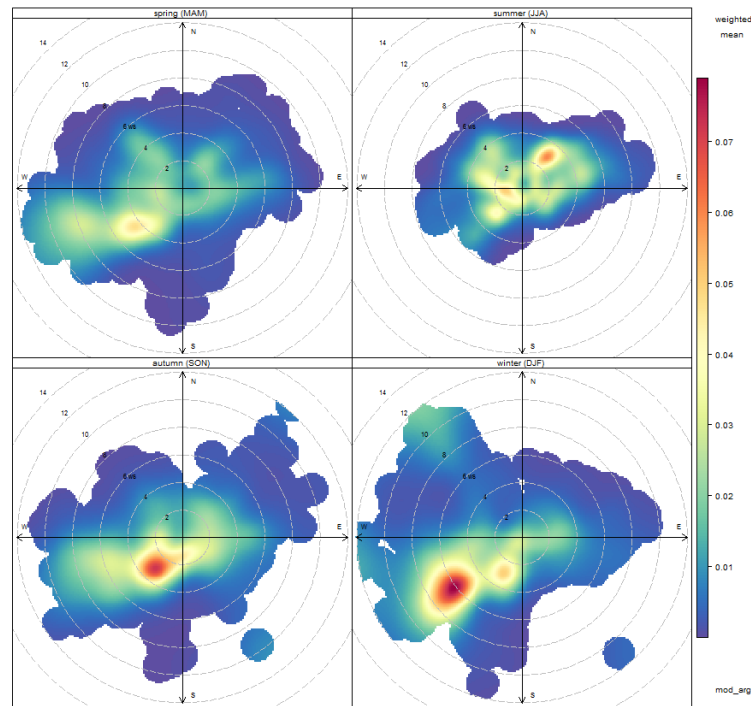 spring (MAM)
summer (JJA)
weighted
mean
14
12
10
8
6 ws
4
2
N
E
S
W
14
12
10
8
6 ws
4
2
N
E
S
W
autumn (SON)
winter (DJF)
14
12
10
8
6 ws
4
2
N
E
S
W
14
12
10
8
6 ws
4
2
N
E
S
W
0.07
0.06
0.05
0.04
0.03
0.02
0.01
mod_arg